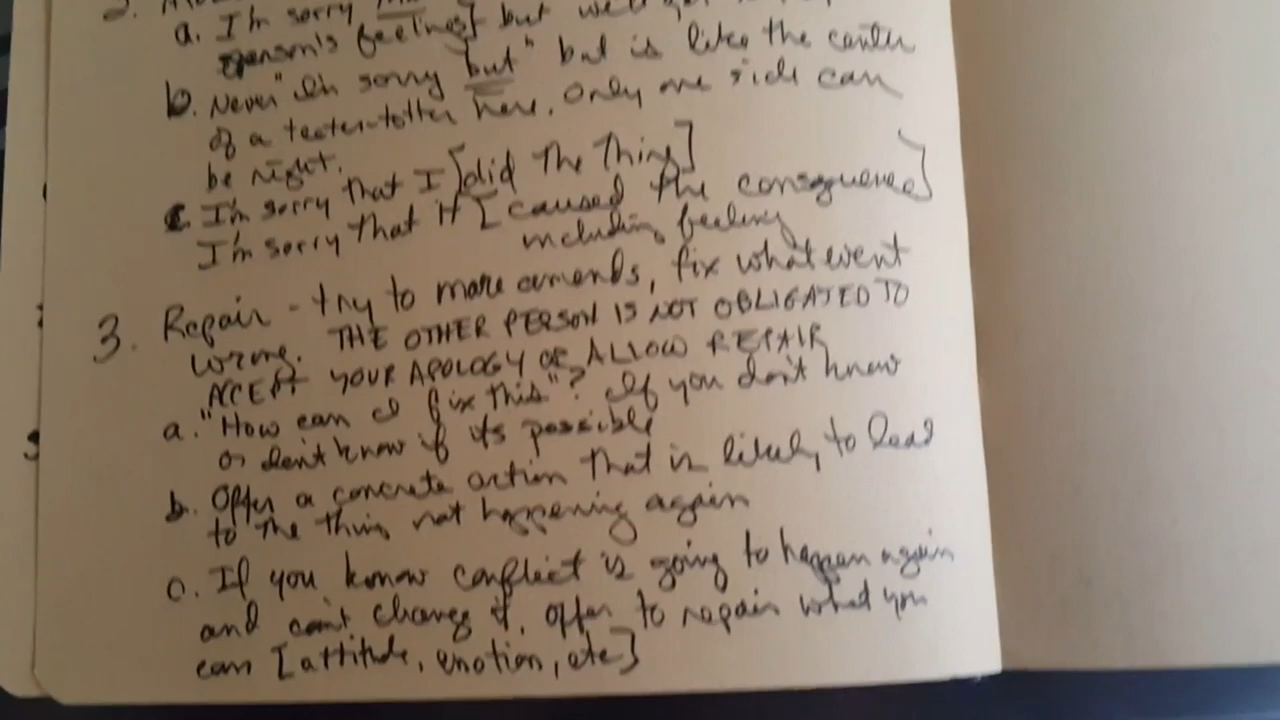 2.
a. I'm sorry
person's feelings] but we'll
b. Never "I'm sorry but" but is like the center
of a teeter-totter here. Only one side can
be right.
c. I'm sorry that I [did the thing]
I'm sorry that it [caused the consequence]
including feeling
3. Repair - try to make amends, fix what went
wrong. THE OTHER PERSON IS NOT OBLIGATED TO
ACCEPT YOUR APOLOGY OR ALLOW REPAIR
a. "How can I fix this"? If you don't know
or don't know if its possible
b. Offer a concrete action that is likely to lead
to the thing not happening again
c. If you know conflict is going to happen again
and can't change it, offer to repair what you
can [attitude, emotion, etc]